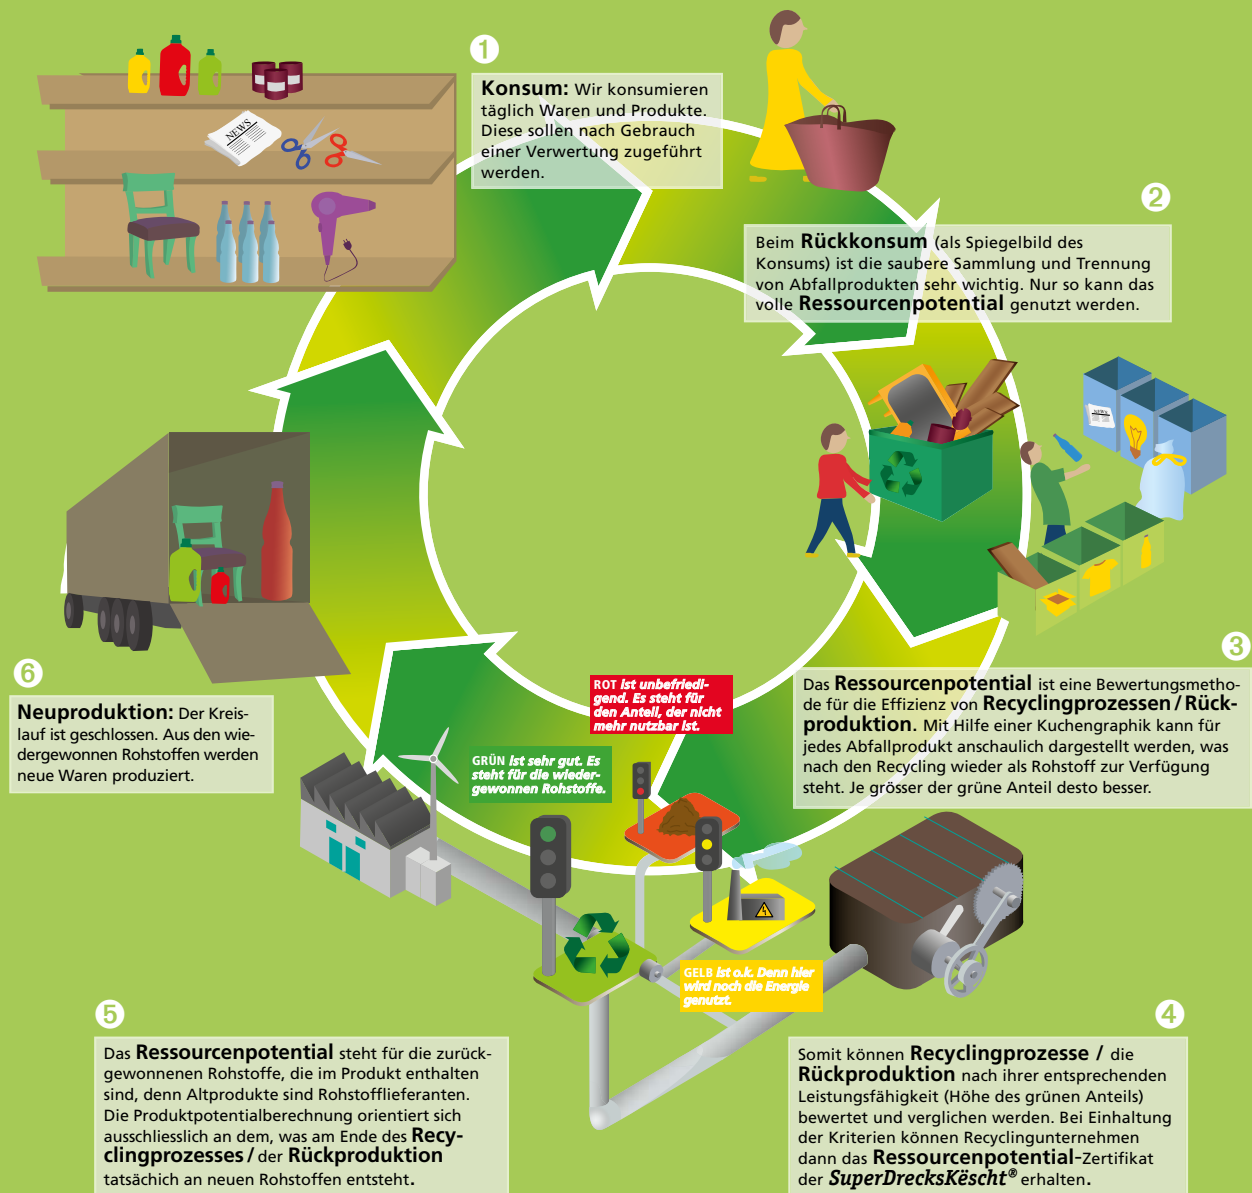 1
Konsum: Wir konsumieren
täglich Waren und Produkte.
Diese sollen nach Gebrauch
einer Verwertung zugeführt
werden.
NEWS
2
Beim Rückkonsum (als Spiegelbild des
Konsums) ist die saubere Sammlung und Trennung
von Abfallprodukten sehr wichtig. Nur so kann das
volle Ressourcenpotential genutzt werden.
NEWS
3
Das Ressourcenpotential ist eine Bewertungsmetho-
de für die Effizienz von Recyclingprozessen / Rück-
produktion. Mit Hilfe einer Kuchengraphik kann für
jedes Abfallprodukt anschaulich dargestellt werden, was
nach den Recycling wieder als Rohstoff zur Verfügung
steht. Je grösser der grüne Anteil desto besser.
6
Neuproduktion: Der Kreis-
lauf ist geschlossen. Aus den wie-
dergewonnen Rohstoffen werden
neue Waren produziert.
ROT ist unbefriedi-
gend. Es steht für
den Anteil, der nicht
mehr nutzbar ist.
GRÜN ist sehr gut. Es
steht für die wieder-
gewonnen Rohstoffe.
GELB ist o.k. Denn hier
wird noch die Energie
genutzt.
5
Das Ressourcenpotential steht für die zurück-
gewonnenen Rohstoffe, die im Produkt enthalten
sind, denn Altprodukte sind Rohstofflieferanten.
Die Produktpotentialberechnung orientiert sich
ausschliesslich an dem, was am Ende des Recy-
clingprozesses / der Rückproduktion
tatsächich an neuen Rohstoffen entsteht.
4
Somit können Recyclingprozesse / die
Rückproduktion nach ihrer entsprechenden
Leistungsfähigkeit (Höhe des grünen Anteils)
bewertet und verglichen werden. Bei Einhaltung
der Kriterien können Recyclingunternehmen
dann das Ressourcenpotential-Zertifikat
der SuperDrecksKëscht® erhalten.